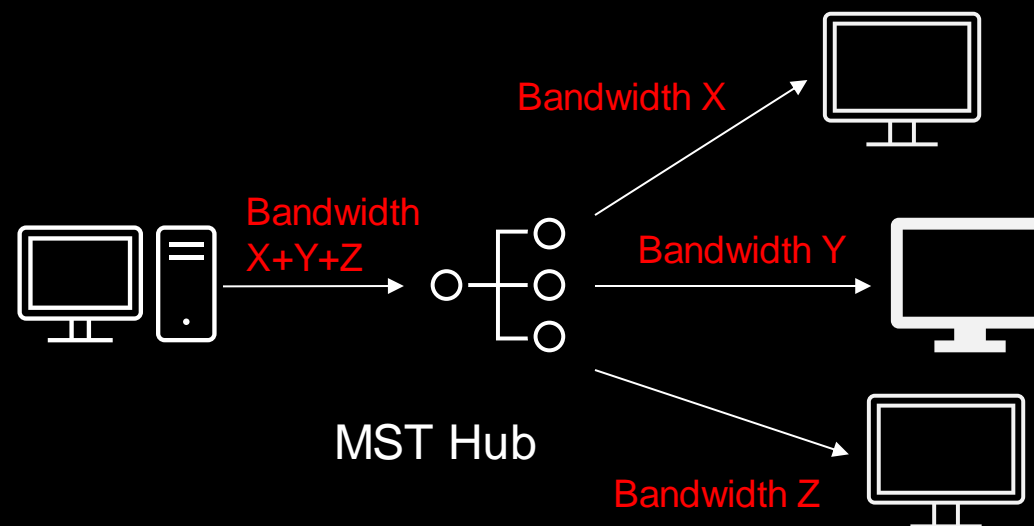 Bandwidth X
Bandwidth
X+Y+Z
Bandwidth Y
MST Hub
Bandwidth Z